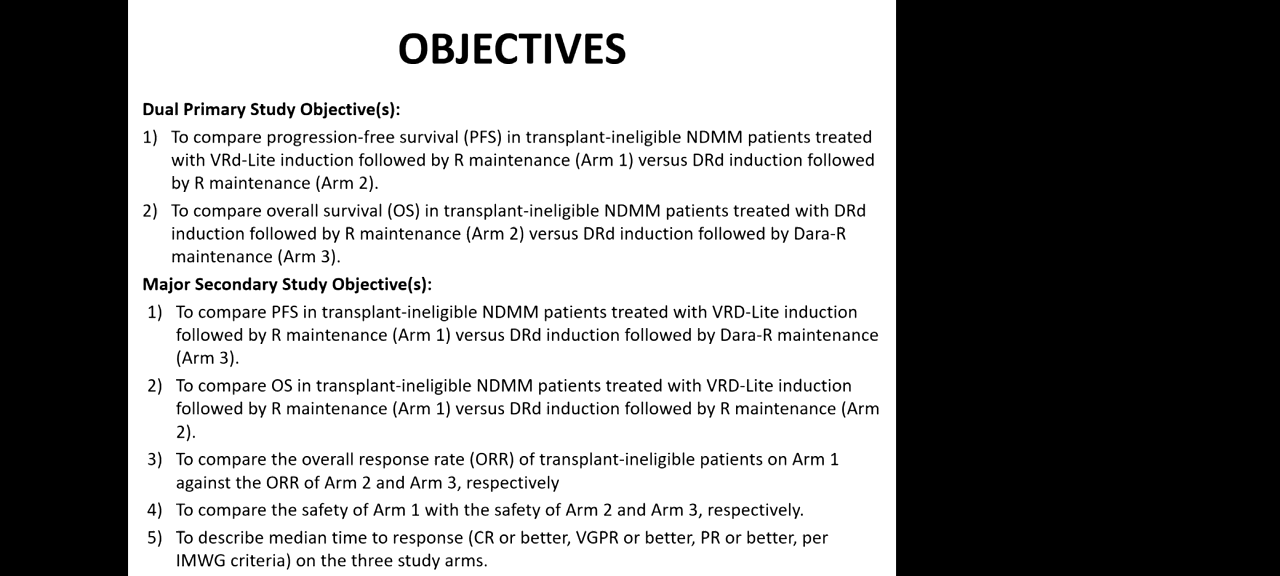 OBJECTIVES
Dual Primary Study Objective(s):
1) To compare progression-free survival (PFS) in transplant-ineligible NDMM patients treated
with VRd-Lite induction followed by R maintenance (Arm 1) versus DRd induction followed
by R maintenance (Arm 2).
2) To compare overall survival (OS) in transplant-ineligible NDMM patients treated with DRd
induction followed by R maintenance (Arm 2) versus DRd induction followed by Dara-R
maintenance (Arm 3).
Major Secondary Study Objective(s):
1) To compare PFS in transplant-ineligible NDMM patients treated with VRD-Lite induction
followed by R maintenance (Arm 1) versus DRd induction followed by Dara-R maintenance
(Arm 3).
2) To compare OS in transplant-ineligible NDMM patients treated with VRD-Lite induction
followed by R maintenance (Arm 1) versus DRd induction followed by R maintenance (Arm
2).
3) To compare the overall response rate (ORR) of transplant-ineligible patients on Arm 1
against the ORR of Arm 2 and Arm 3, respectively
4) To compare the safety of Arm 1 with the safety of Arm 2 and Arm 3, respectively.
5) To describe median time to response (CR or better, VGPR or better, PR or better, per
IMWG criteria) on the three study arms.